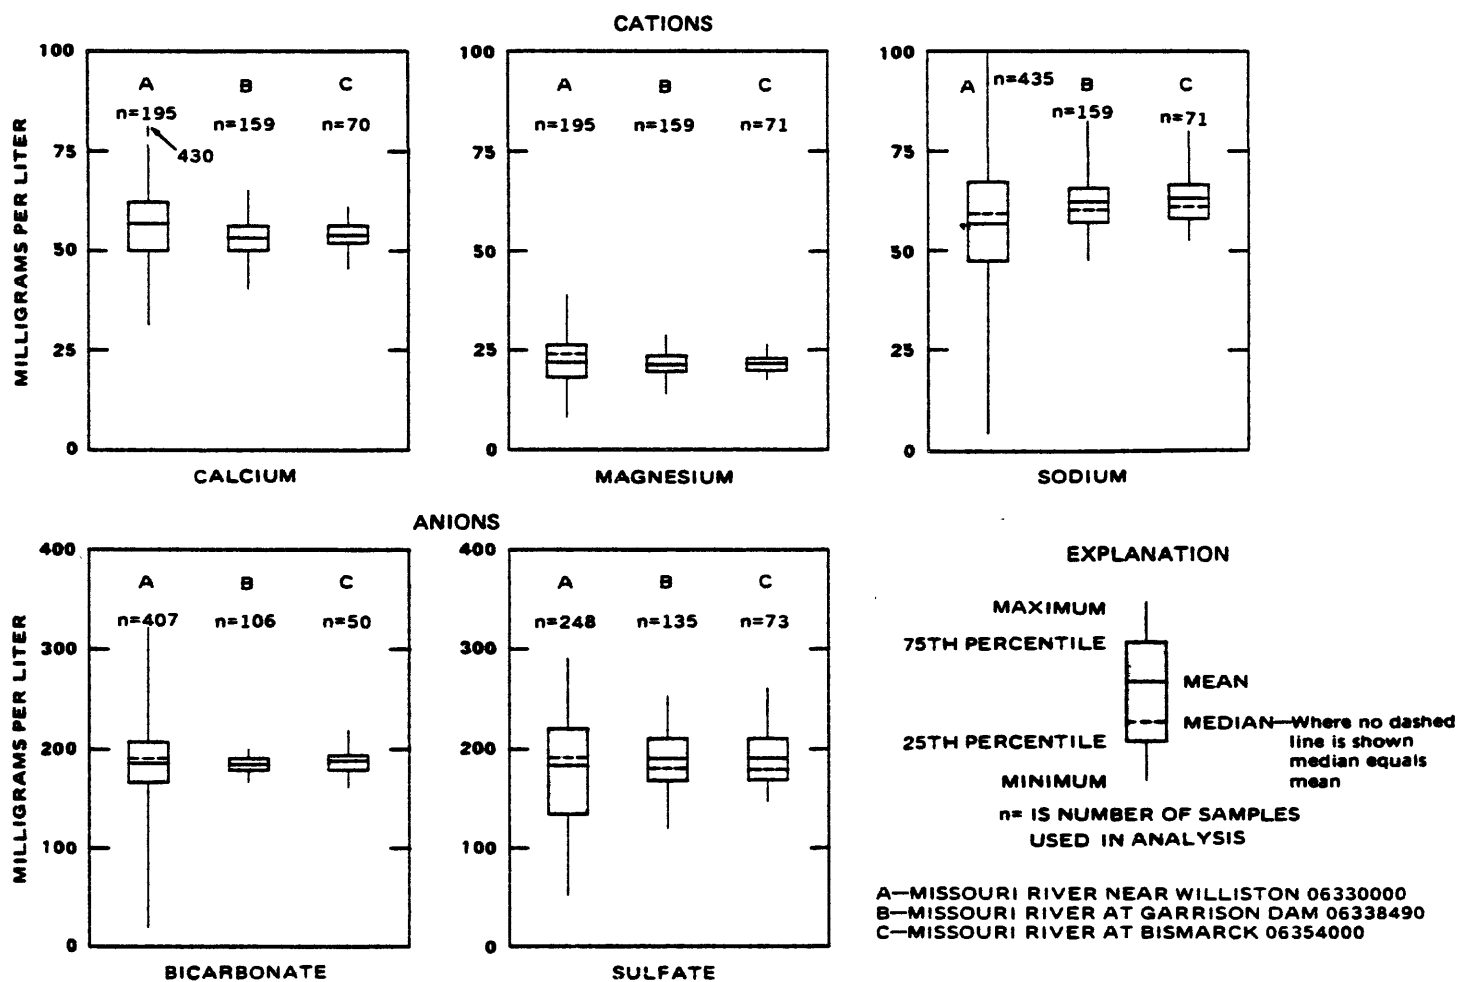 CATIONS
MILLIGRAMS PER LITER
100
75
50
25
0
A
B
C
n=195
n=159
n=70
430
CALCIUM
100
75
50
25
0
A
B
C
n=195
n=159
n=71
MAGNESIUM
100
75
50
25
0
A
n=435
B
C
n=159
n=71
SODIUM
ANIONS
MILLIGRAMS PER LITER
400
300
200
100
0
A
B
C
n=407
n=106
n=50
BICARBONATE
400
300
200
100
0
A
B
C
n=248
n=135
n=73
SULFATE
EXPLANATION
MAXIMUM
75TH PERCENTILE
MEAN
MEDIAN—Where no dashed
line is shown
median equals
mean
25TH PERCENTILE
MINIMUM
n= IS NUMBER OF SAMPLES
USED IN ANALYSIS
A—MISSOURI RIVER NEAR WILLISTON 06330000
B—MISSOURI RIVER AT GARRISON DAM 06338490
C—MISSOURI RIVER AT BISMARCK 06354000